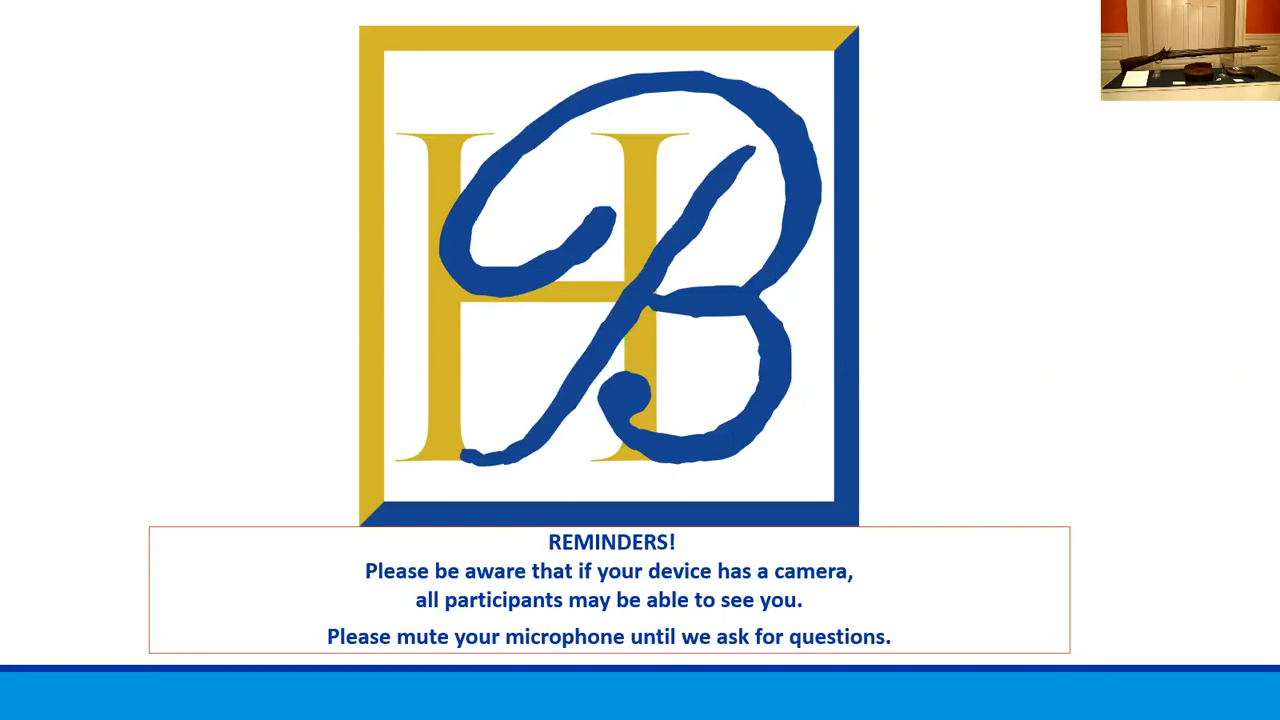 HB
REMINDERS!
Please be aware that if your device has a camera,
all participants may be able to see you.
Please mute your microphone until we ask for questions.